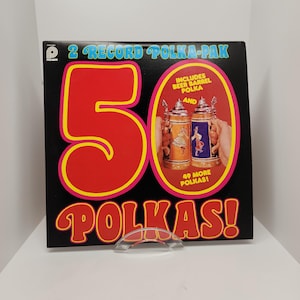 P
2 RECORD POLKA-PAK
50
INCLUDES
BEER BARREL
POLKA
AND
49 MORE
POLKAS!
POLKAS!